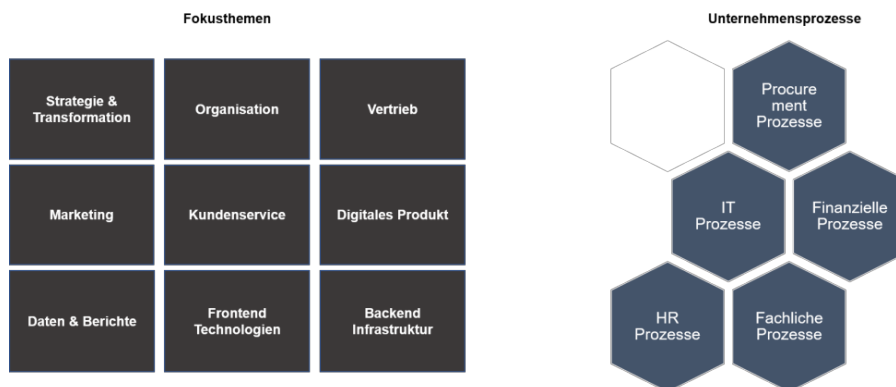 Fokusthemen
Strategie &
Transformation
Organisation
Vertrieb
Marketing
Kundenservice
Digitales Produkt
Daten & Berichte
Frontend
Technologien
Backend
Infrastruktur
Unternehmensprozesse
Procure
ment
Prozesse
IT
Prozesse
Finanzielle
Prozesse
HR
Prozesse
Fachliche
Prozesse